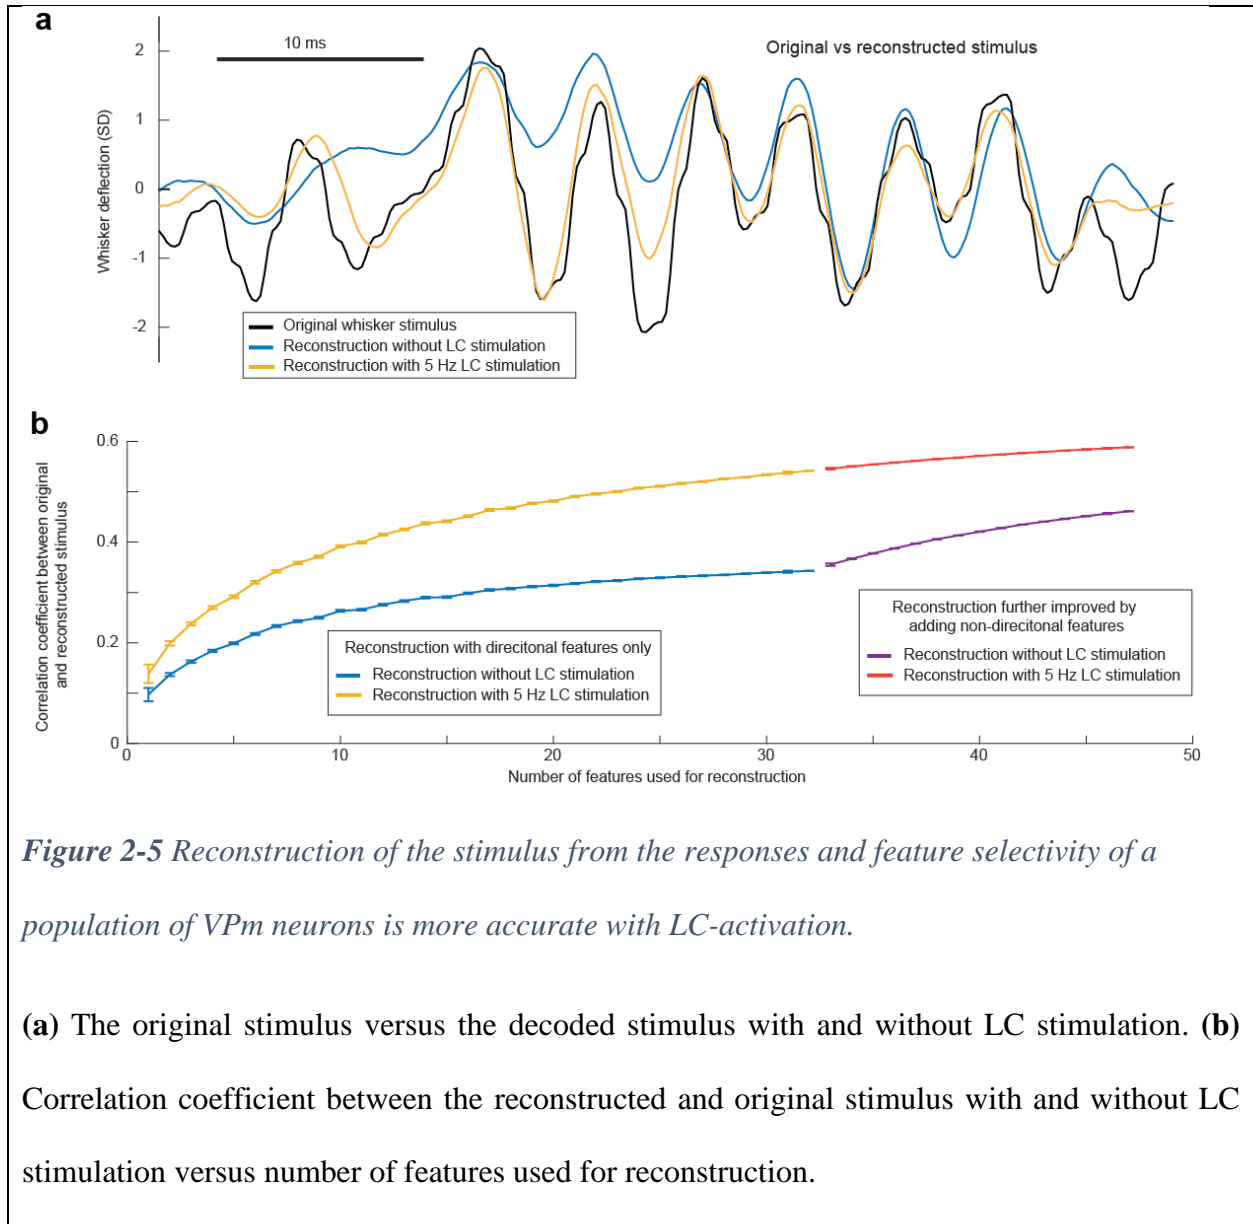 a
10 ms
Original vs reconstructed stimulus
Whisker deflection (SD)
2
1
0
-1
-2
Original whisker stimulus
Reconstruction without LC stimulation
Reconstruction with 5 Hz LC stimulation
b
Correlation coefficient between original
and reconstructed stimulus
0.6
0.4
0.2
0
Reconstruction with direcitonal features only
Reconstruction without LC stimulation
Reconstruction with 5 Hz LC stimulation
Reconstruction further improved by
adding non-direcitonal features
Reconstruction without LC stimulation
Reconstruction with 5 Hz LC stimulation
0 10 20 30 40 50
Number of features used for reconstruction
Figure 2-5 Reconstruction of the stimulus from the responses and feature selectivity of a
population of VPm neurons is more accurate with LC-activation.
(a) The original stimulus versus the decoded stimulus with and without LC stimulation. (b)
Correlation coefficient between the reconstructed and original stimulus with and without LC
stimulation versus number of features used for reconstruction.